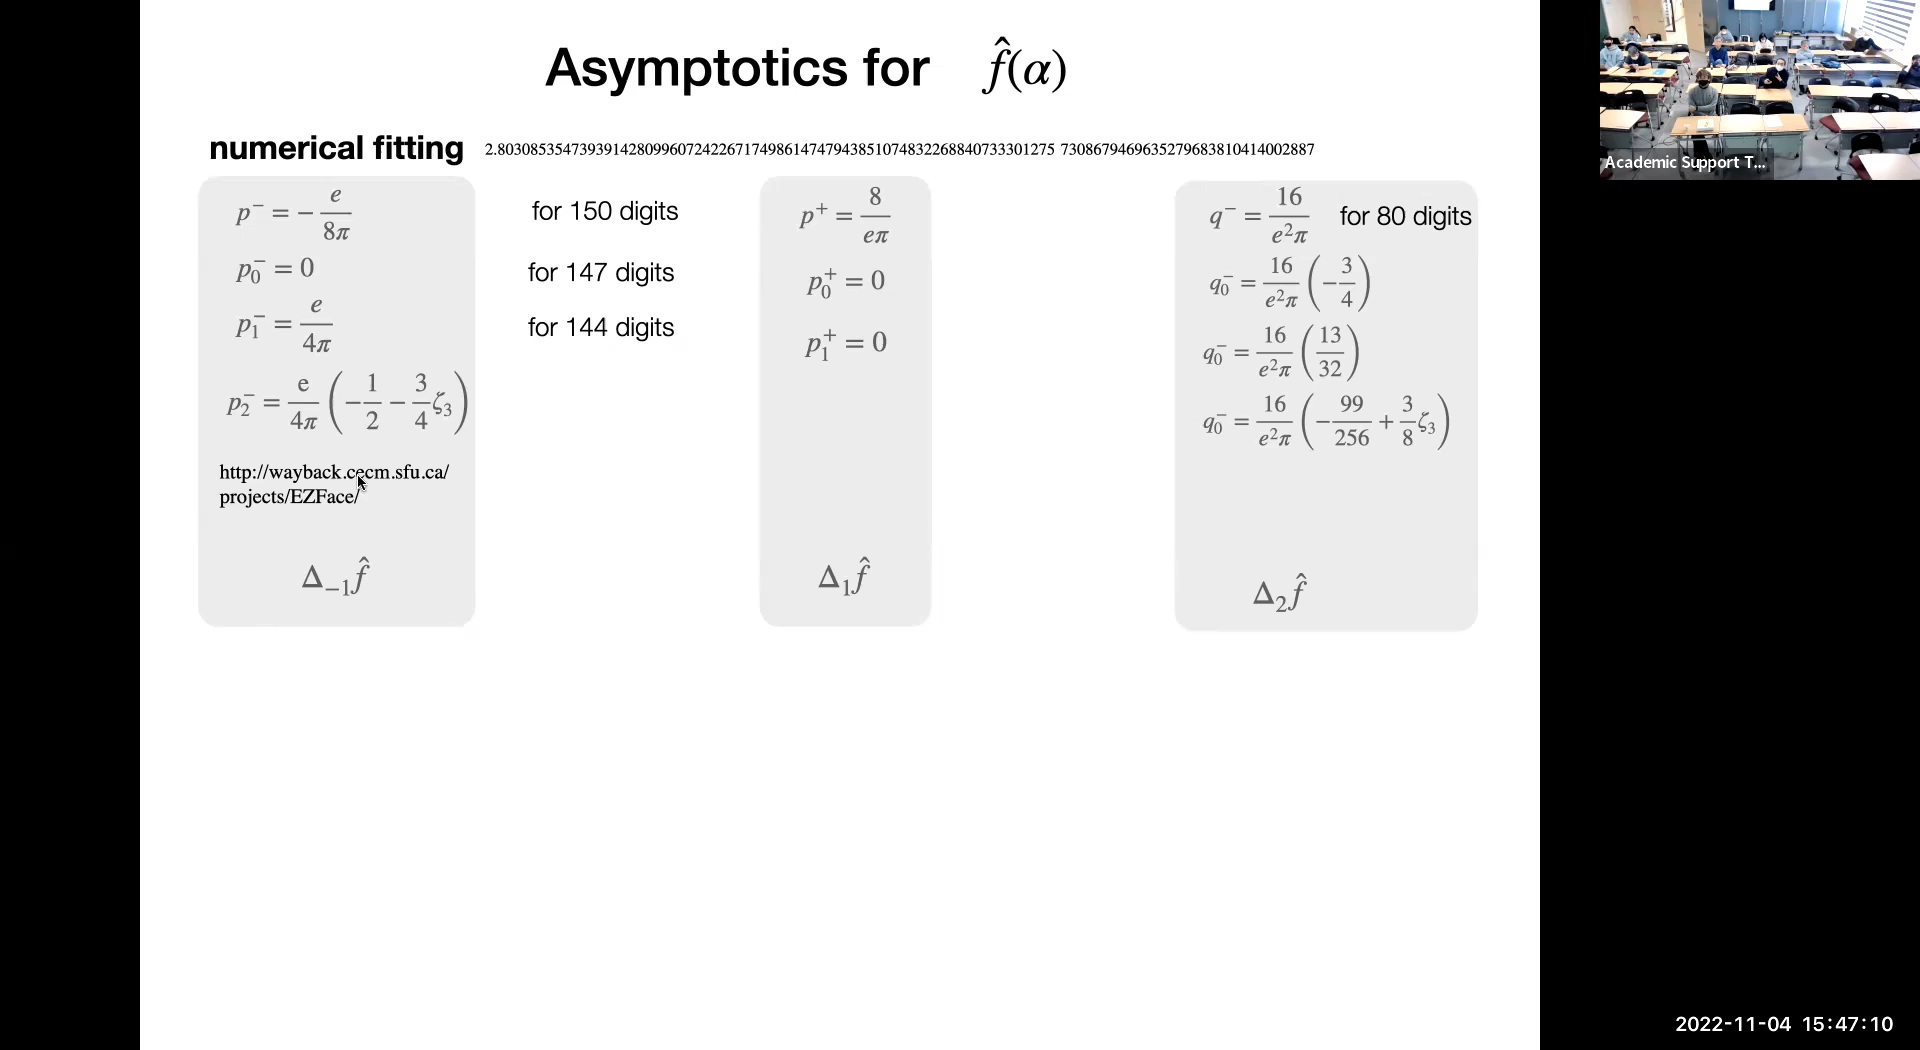 Asymptotics for f̂(α)
numerical fitting 2.80308535473939142809960724226717498614747943851074832268840733301275 7308679469635279683810414002887
p⁻ = − e/8π
for 150 digits
p₀⁻ = 0
for 147 digits
p₁⁻ = e/4π
for 144 digits
p₂⁻ = e/4π (−1/2 − 3/4 ζ₃)
http://wayback.cecm.sfu.ca/
projects/EZFace/
Δ₋₁f̂
p⁺ = 8/eπ
p₀⁺ = 0
p₁⁺ = 0
Δ₁f̂
q⁻ = 16/e²π for 80 digits
q₀⁻ = 16/e²π (−3/4)
q₀⁻ = 16/e²π (13/32)
q₀⁻ = 16/e²π (−99/256 + 3/8 ζ₃)
Δ₂f̂
Academic Support T...
2022-11-04 15:47:10